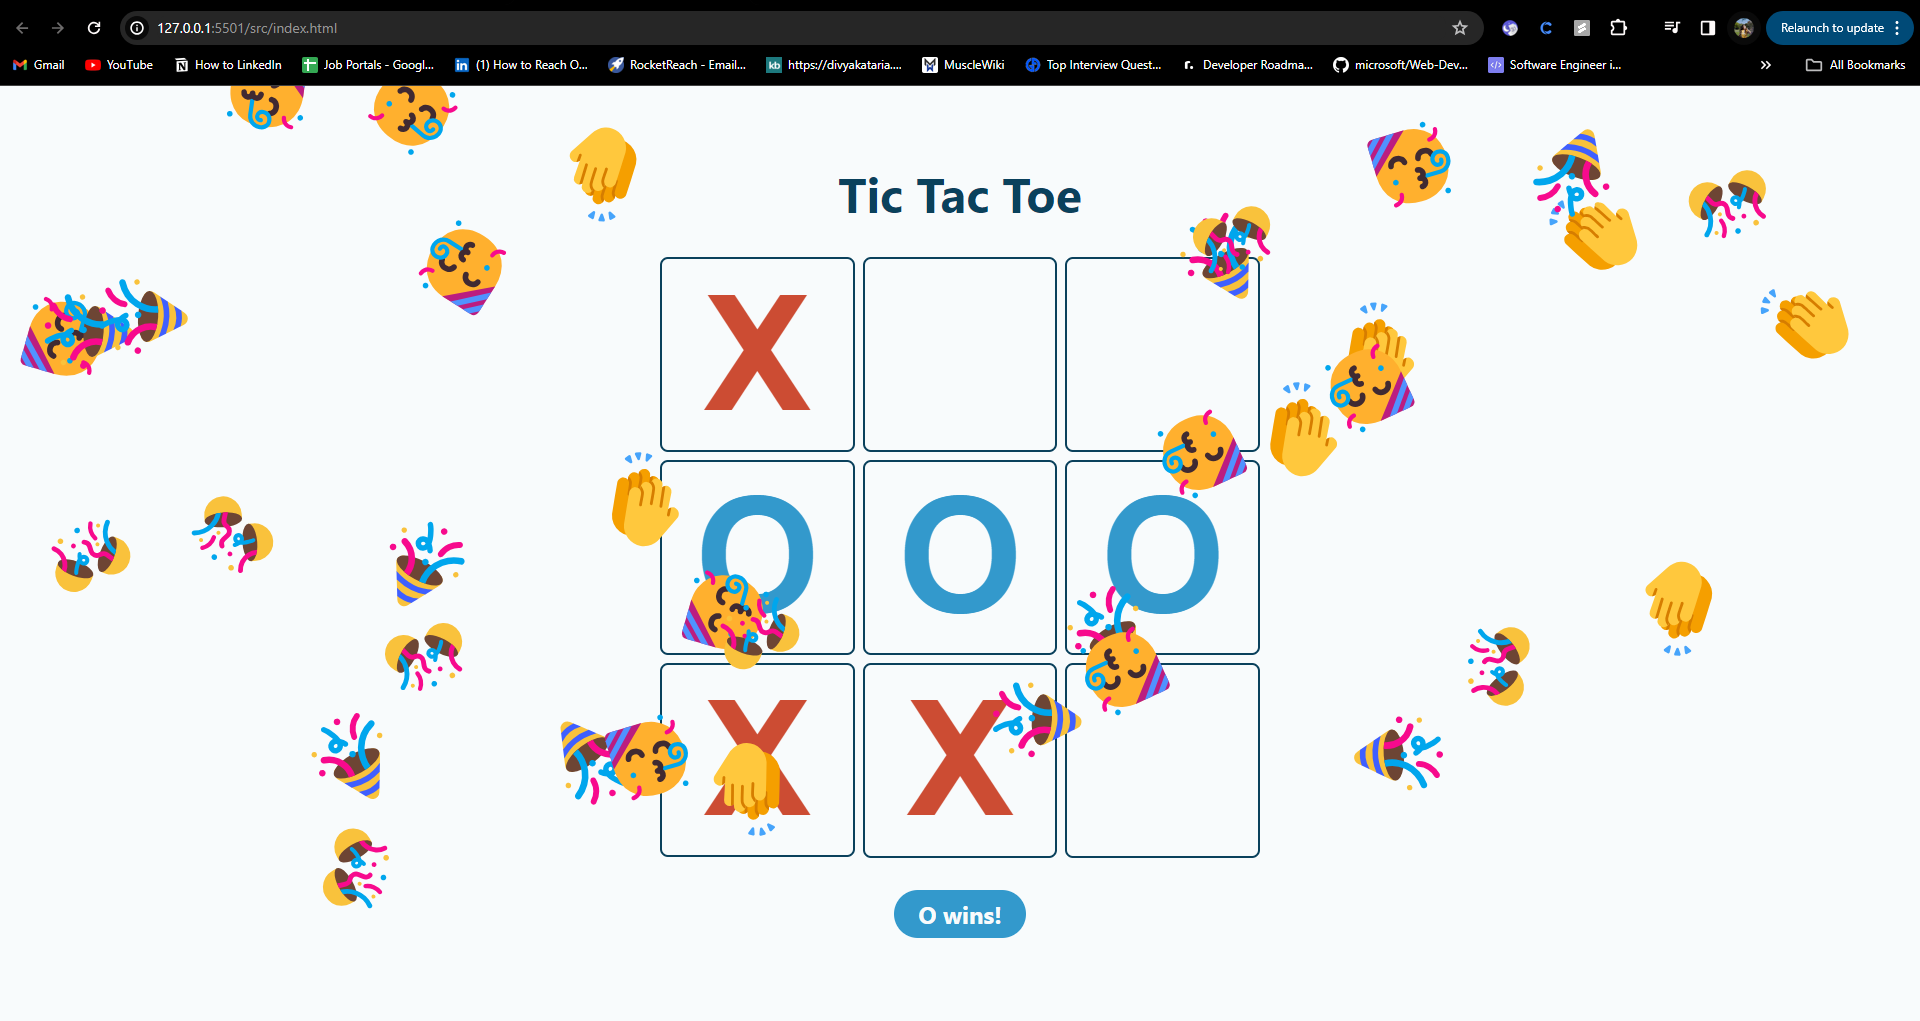 127.0.0.1:5501/src/index.html
Relaunch to update
Gmail
YouTube
How to LinkedIn
Job Portals - Googl...
(1) How to Reach O...
RocketReach - Email...
kb https://divyakataria....
MuscleWiki
Top Interview Quest...
Developer Roadma...
microsoft/Web-Dev...
Software Engineer i...
All Bookmarks
Tic Tac Toe
X
O O O
X X
O wins!